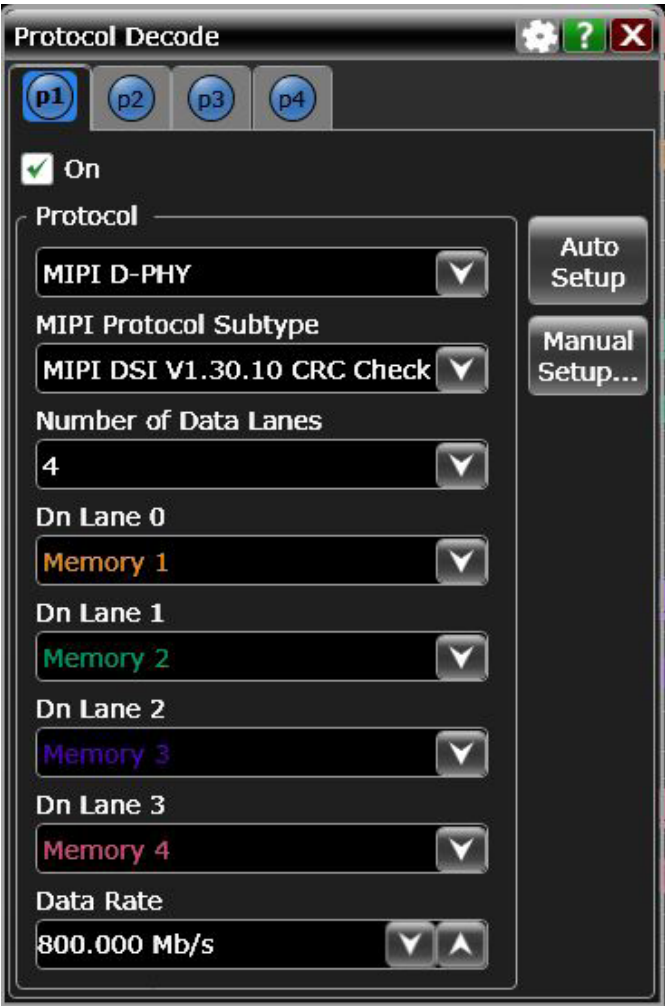 Protocol Decode
?
X
p1
p2
p3
p4
On
Protocol
MIPI D-PHY
MIPI Protocol Subtype
MIPI DSI V1.30.10 CRC Check
Number of Data Lanes
4
Dn Lane 0
Memory 1
Dn Lane 1
Memory 2
Dn Lane 2
Memory 3
Dn Lane 3
Memory 4
Data Rate
800.000 Mb/s
Auto
Setup
Manual
Setup...